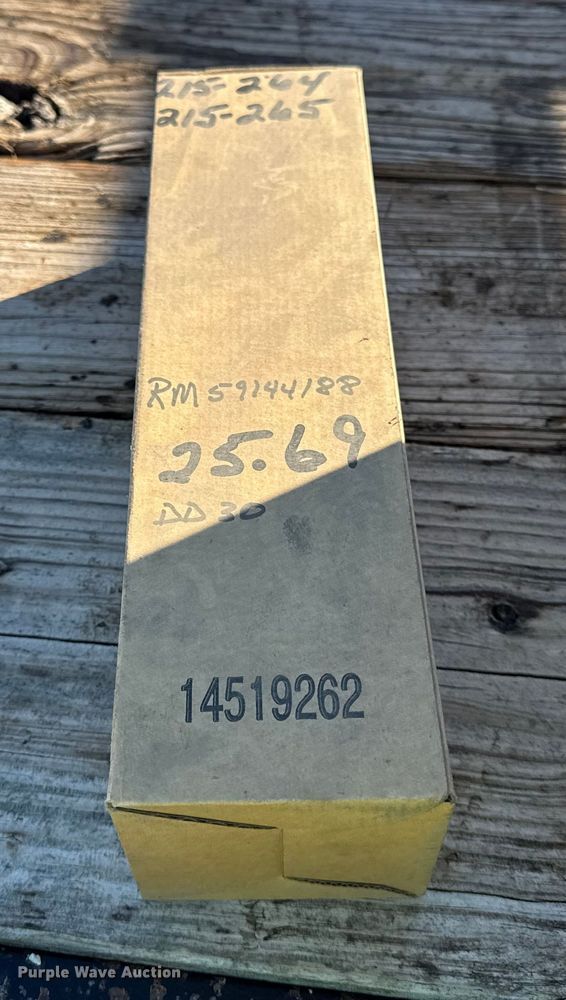 215-264
215-265
RM 59144188
25.69
DD 30
14519262
Purple Wave Auction